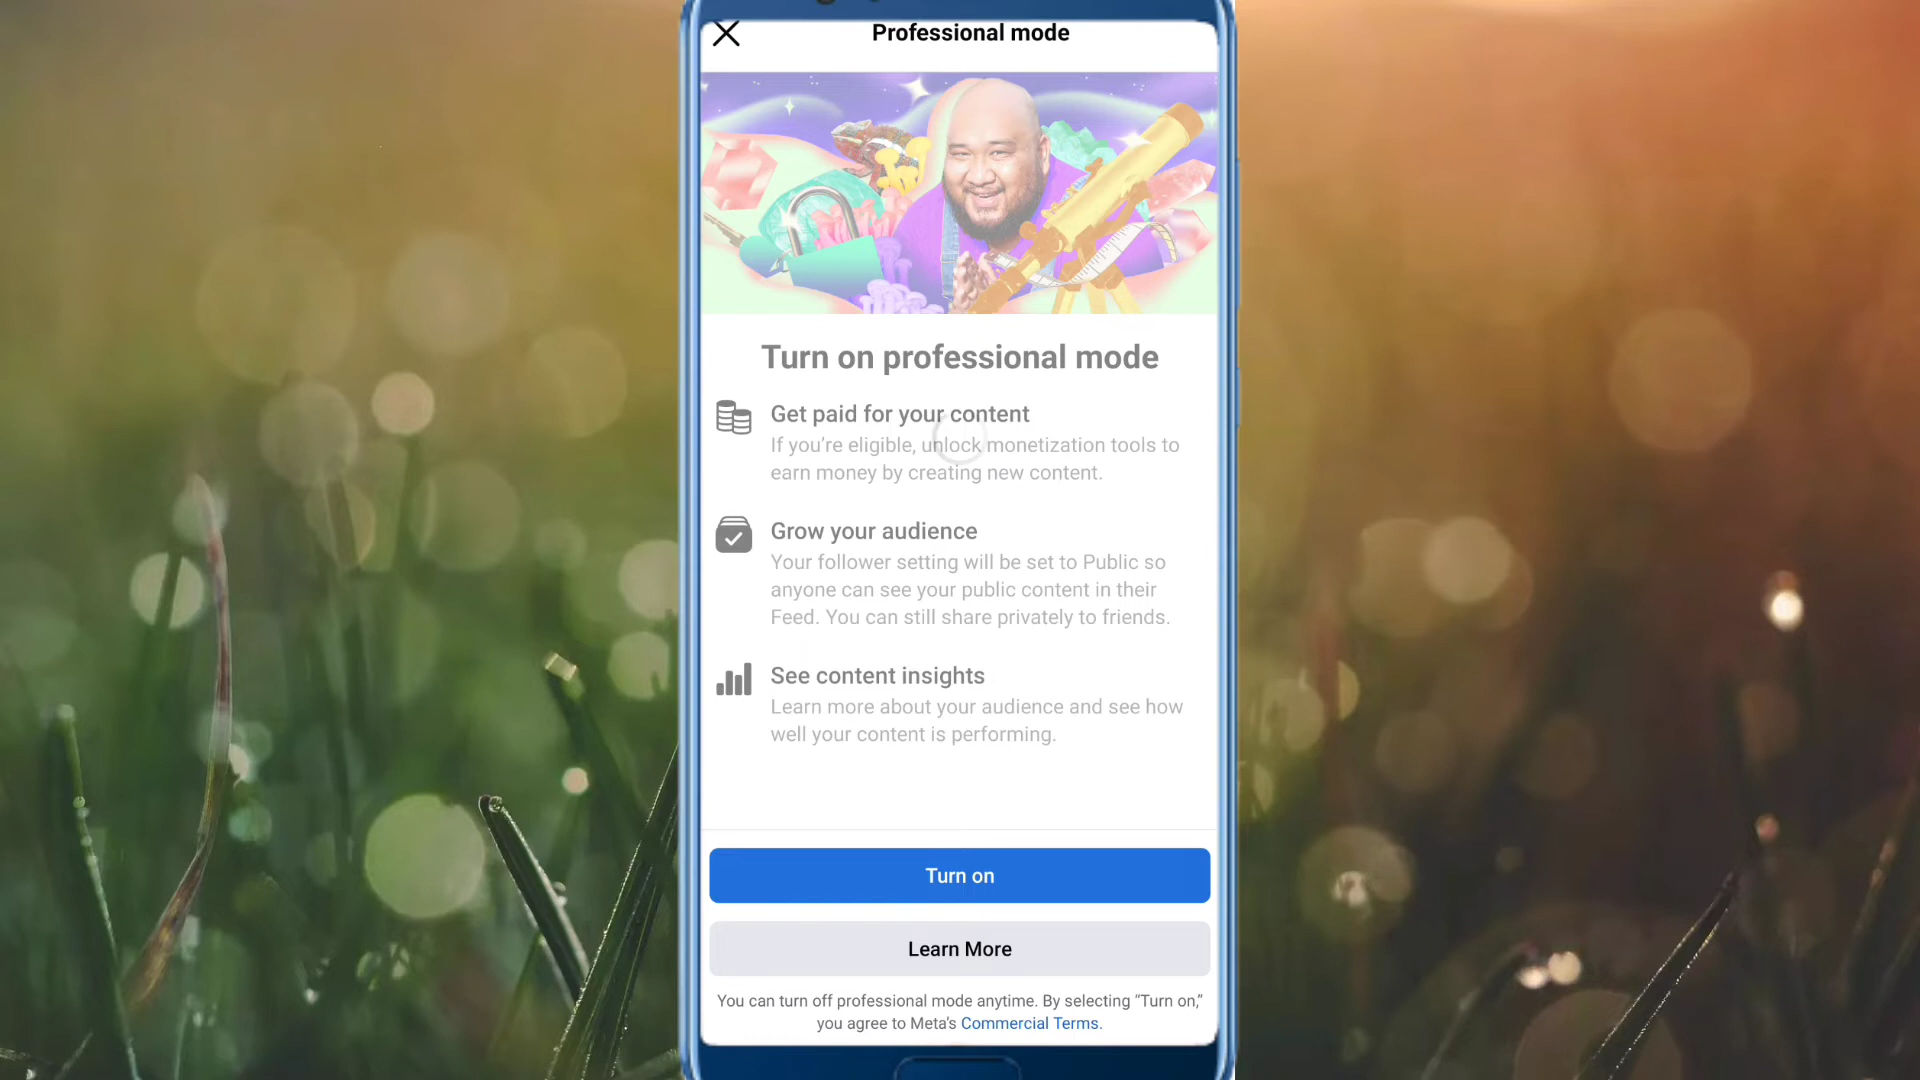 Professional mode
Turn on professional mode
Get paid for your content
If you’re eligible, unlock monetization tools to
earn money by creating new content.
Grow your audience
Your follower setting will be set to Public so
anyone can see your public content in their
Feed. You can still share privately to friends.
See content insights
Learn more about your audience and see how
well your content is performing.
Turn on
Learn More
You can turn off professional mode anytime. By selecting “Turn on,”
you agree to Meta’s Commercial Terms.